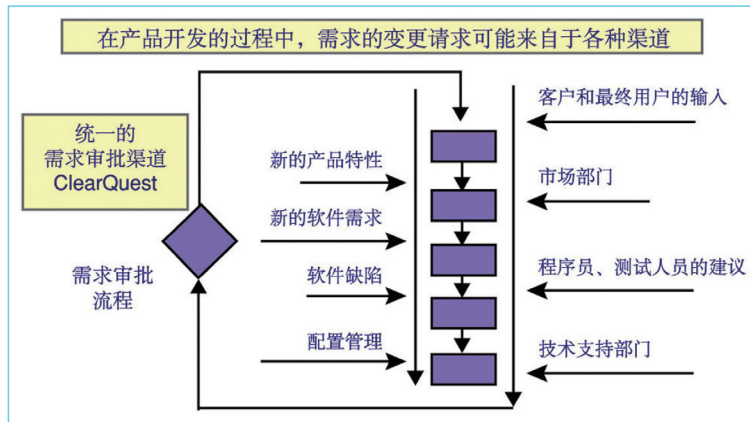 在产品开发的过程中，需求的变更请求可能来自于各种渠道
统一的
需求审批渠道
ClearQuest
需求审批
流程
新的产品特性
新的软件需求
软件缺陷
配置管理
客户和最终用户的输入
市场部门
程序员、测试人员的建议
技术支持部门